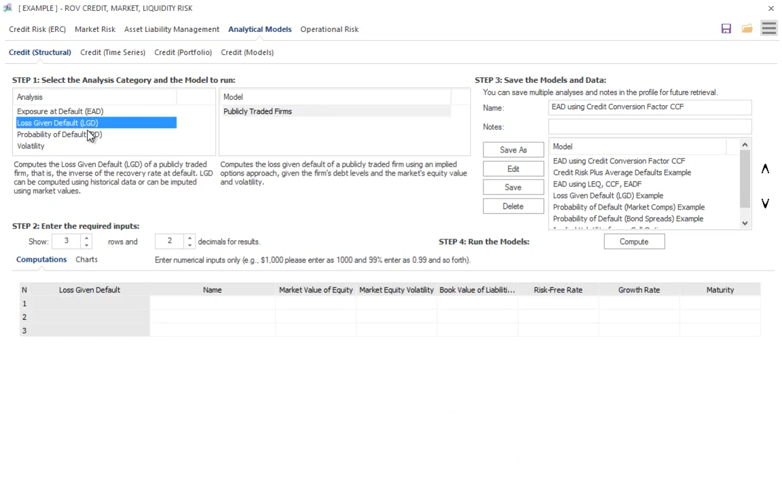 [ EXAMPLE ] - ROV CREDIT, MARKET, LIQUIDITY RISK
Credit Risk (ERC) Market Risk Asset Liability Management Analytical Models Operational Risk
Credit (Structural) Credit (Time Series) Credit (Portfolio) Credit (Models)
STEP 1: Select the Analysis Category and the Model to run:
Analysis
Exposure at Default (EAD)
Loss Given Default (LGD)
Probability of Default (PD)
Volatility
Model
Publicly Traded Firms
Computes the Loss Given Default (LGD) of a publicly traded
firm, that is, the inverse of the recovery rate at default. LGD
can be computed using historical data or can be imputed
using market values.
Computes the loss given default of a publicly traded firm using an implied
options approach, given the firm's debt levels and the market's equity value
and volatility.
STEP 3: Save the Models and Data:
You can save multiple analyses and notes in the profile for future retrieval.
Name: EAD using Credit Conversion Factor CCF
Notes:
Save As
Edit
Save
Delete
Model
EAD using Credit Conversion Factor CCF
Credit Risk Plus Average Defaults Example
EAD using LEQ, CCF, EADF
Loss Given Default (LGD) Example
Probability of Default (Market Comps) Example
Probability of Default (Bond Spreads) Example
STEP 2: Enter the required inputs:
Show: 3 rows and 2 decimals for results.
STEP 4: Run the Models: Compute
Computations Charts Enter numerical inputs only (e.g., $1,000 please enter as 1000 and 99% enter as 0.99 and so forth).
N Loss Given Default Name Market Value of Equity Market Equity Volatility Book Value of Liabiliti... Risk-Free Rate Growth Rate Maturity
1
2
3